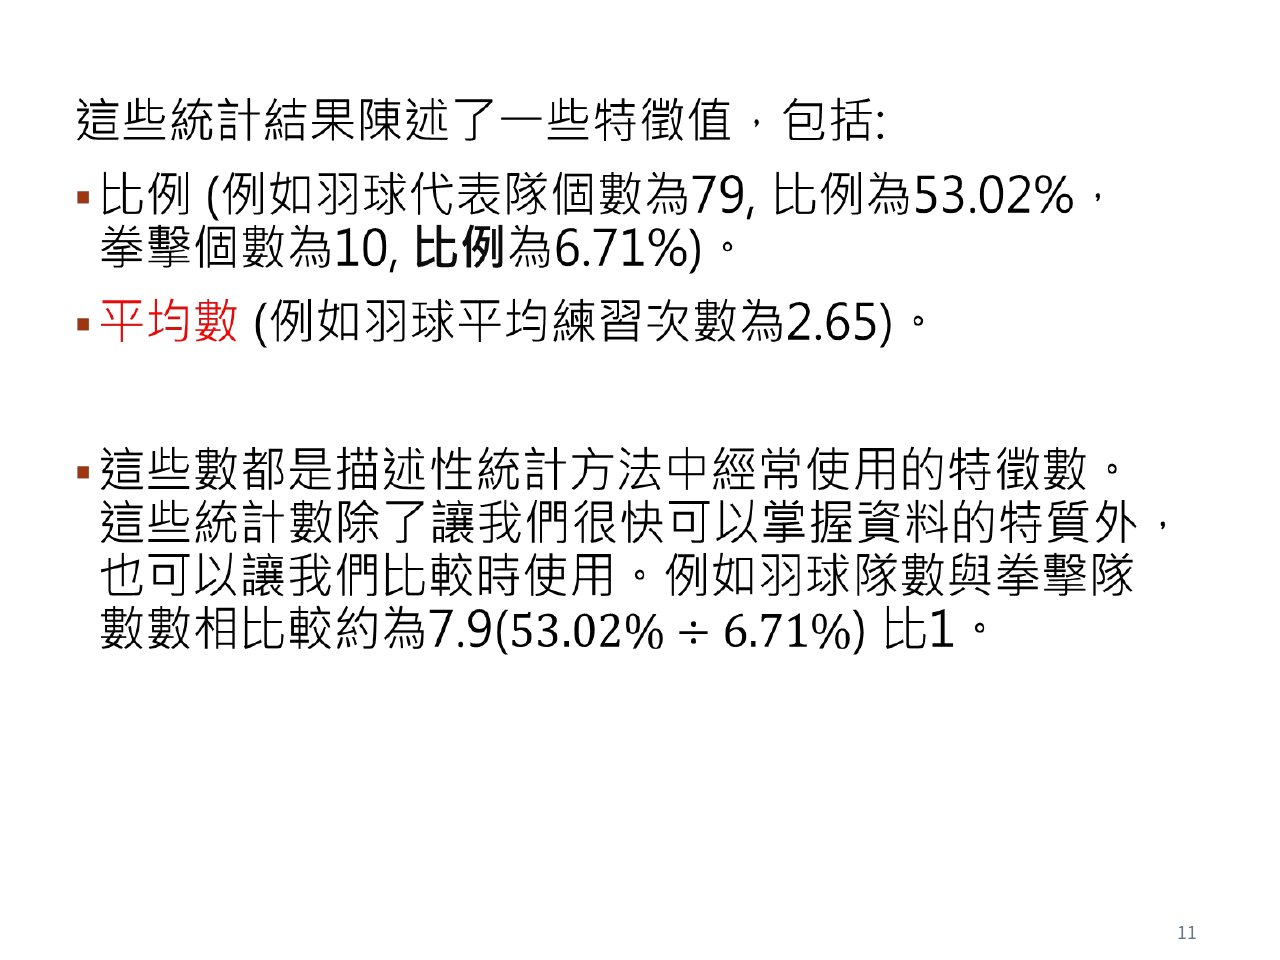 這些統計結果陳述了一些特徵值，包括:
▪比例 (例如羽球代表隊個數為79, 比例為53.02%，
拳擊個數為10, 比例為6.71%)。
▪平均數 (例如羽球平均練習次數為2.65)。
▪這些數都是描述性統計方法中經常使用的特徵數。
這些統計數除了讓我們很快可以掌握資料的特質外，
也可以讓我們比較時使用。例如羽球隊數與拳擊隊
數數相比較約為7.9(53.02% ÷ 6.71%) 比1。
11